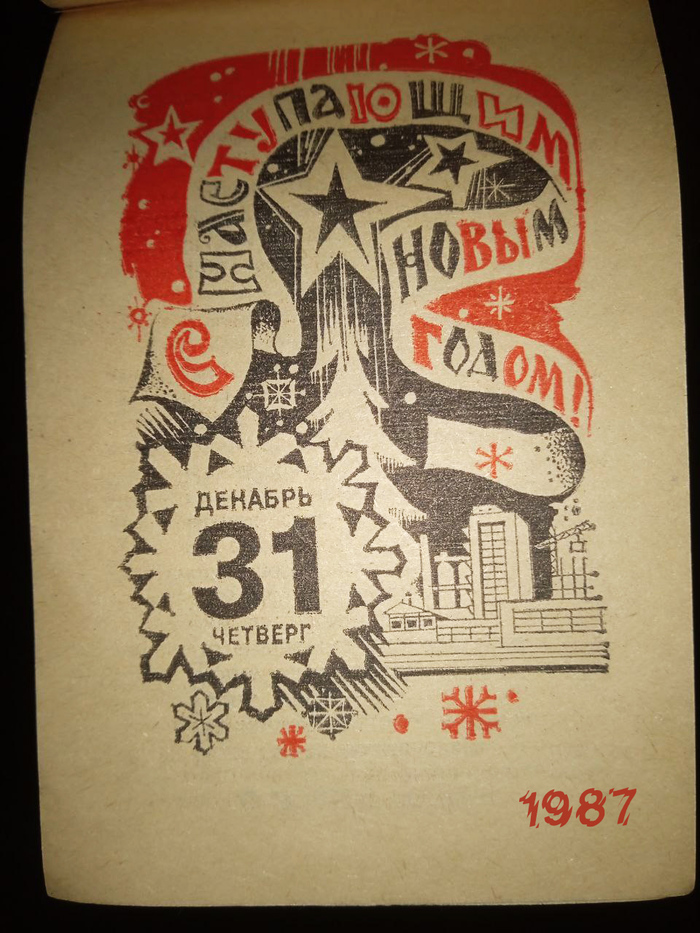 С НАСТУПАЮЩИМ
НОВЫМ
ГОДОМ!
ДЕКАБРЬ
31
ЧЕТВЕРГ
1987